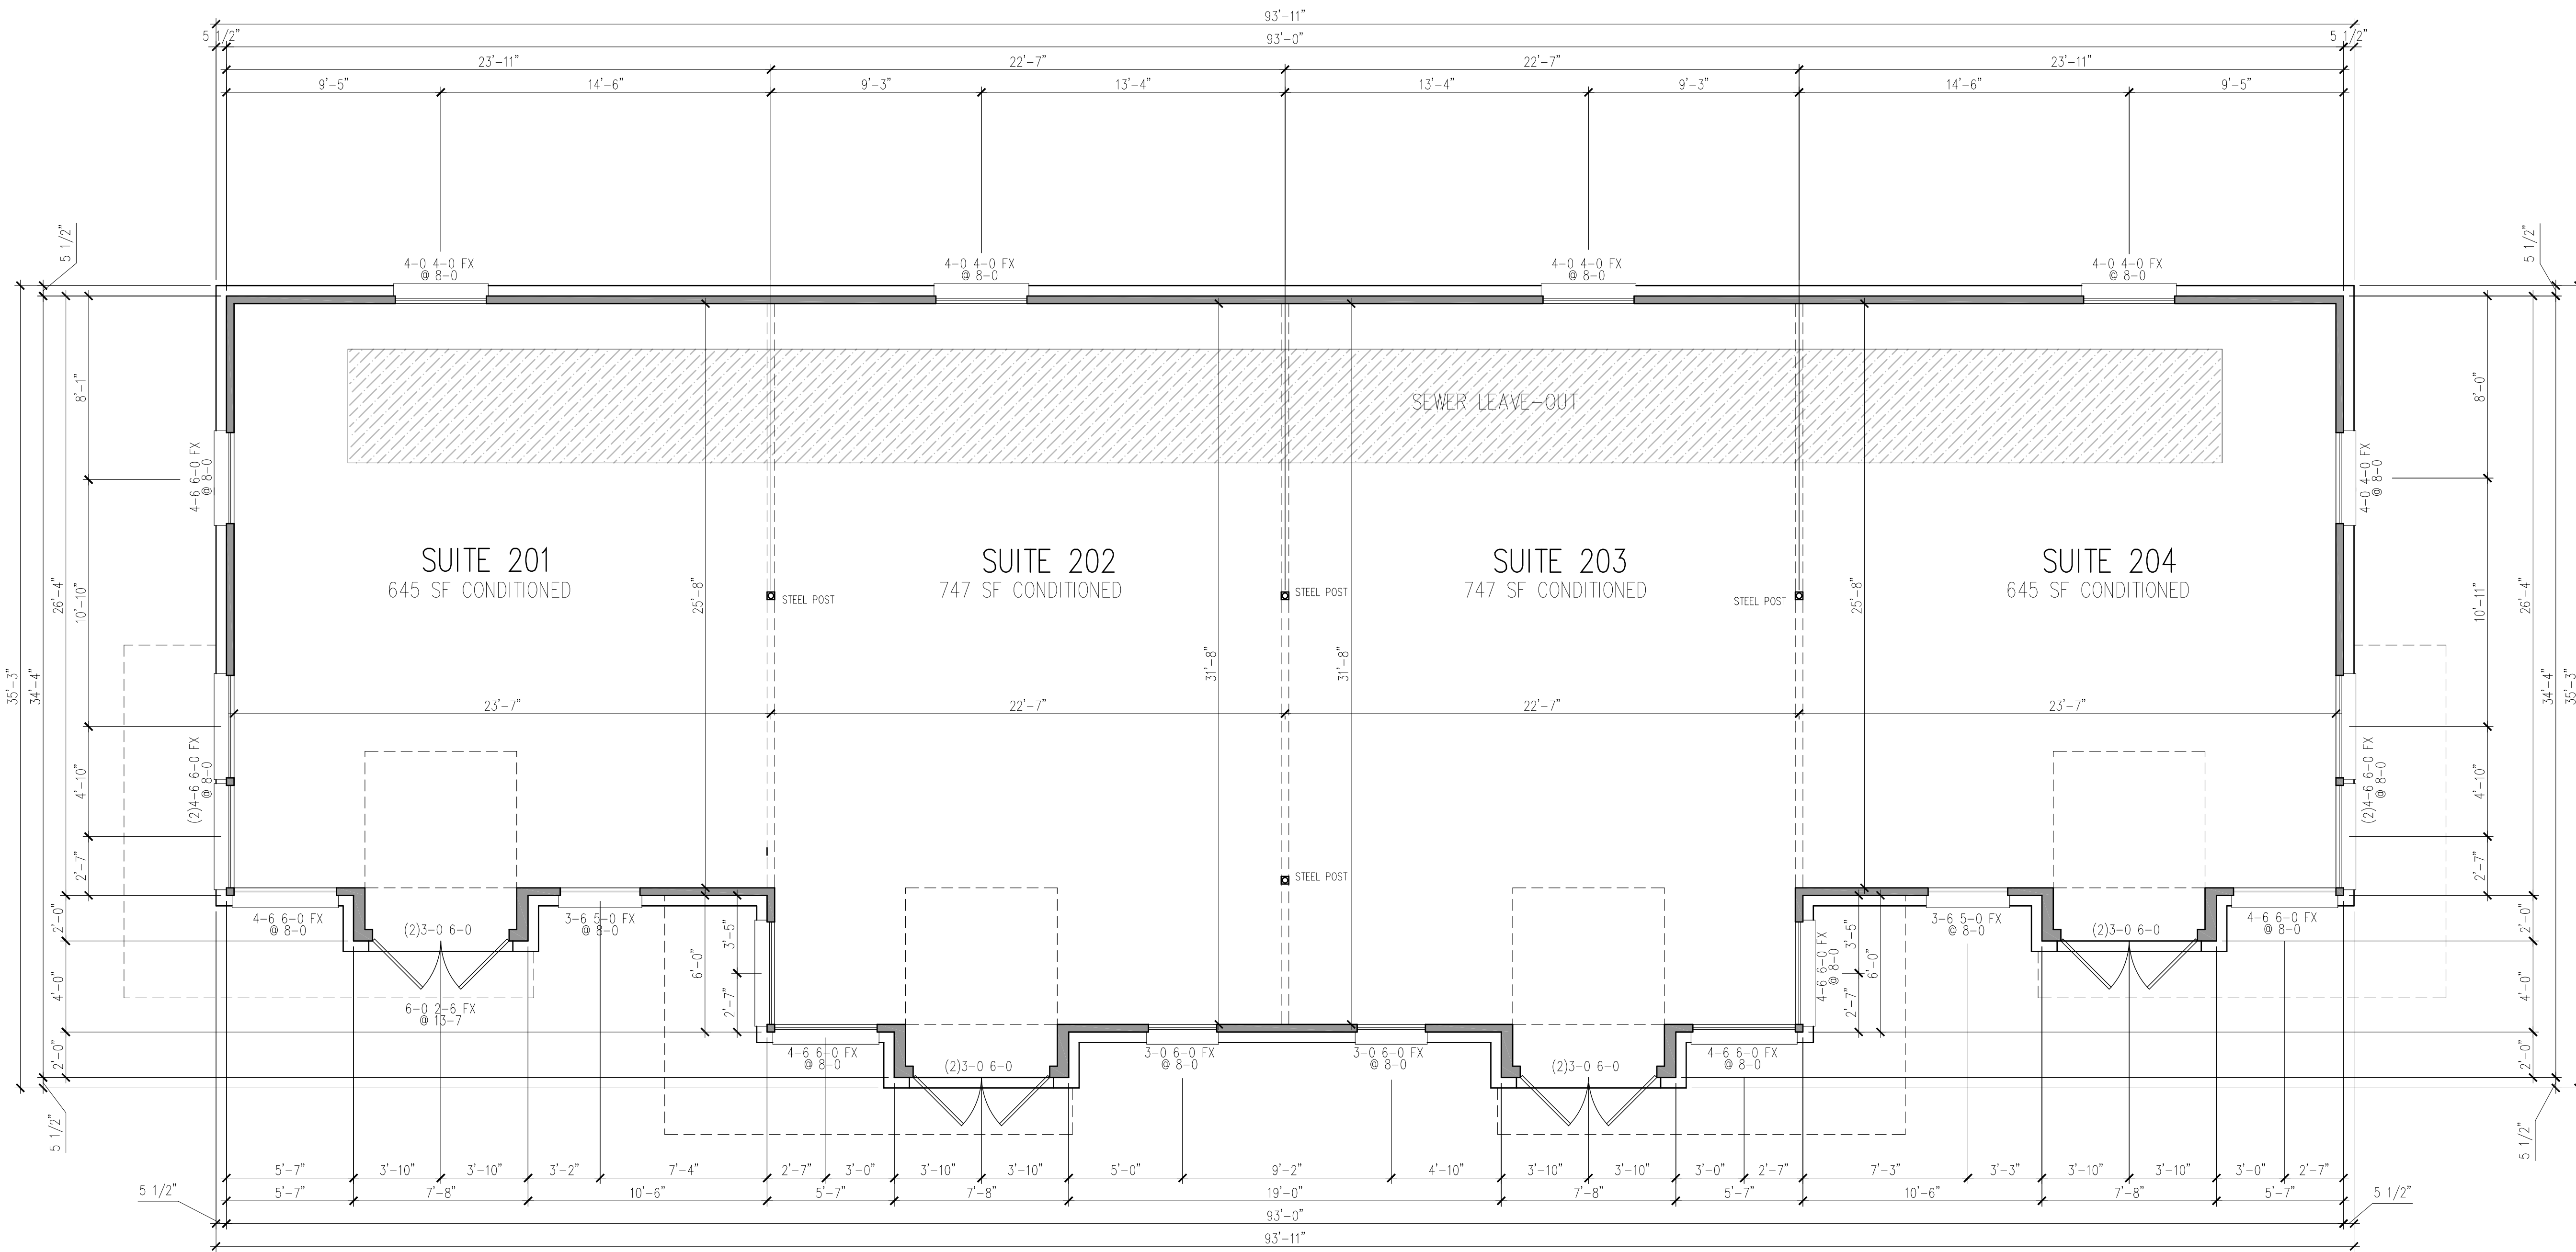 93'-11"
5 1/2" 93'-0" 5 1/2"
23'-11" 22'-7" 22'-7" 23'-11"
9'-5" 14'-6" 9'-3" 13'-4" 13'-4" 9'-3" 14'-6" 9'-5"
5 1/2"
5 1/2"
4-0 4-0 FX
@ 8-0
4-0 4-0 FX
@ 8-0
4-0 4-0 FX
@ 8-0
4-0 4-0 FX
@ 8-0
35'-3"
34'-4"
26'-4"
8'-1"
10'-10"
4'-10"
2'-7"
2'-0"
4'-0"
2'-0"
5 1/2"
4-6 6-0 FX
@ 8-0
(2)4-6 6-0 FX
@ 8-0
SEWER LEAVE-OUT
SUITE 201
645 SF CONDITIONED
SUITE 202
747 SF CONDITIONED
SUITE 203
747 SF CONDITIONED
SUITE 204
645 SF CONDITIONED
25'-8"
31'-8"
31'-8"
25'-8"
STEEL POST
STEEL POST
STEEL POST
23'-7" 22'-7" 22'-7" 23'-7"
STEEL POST
4-0 4-0 FX
@ 8-0
(2)4-6 6-0 FX
@ 8-0
8'-0"
10'-11"
4'-10"
2'-7"
2'-0"
4'-0"
2'-0"
26'-4"
34'-4"
35'-3"
5 1/2"
4-6 6-0 FX
@ 8-0
(2)3-0 6-0
3-6 5-0 FX
@ 8-0
6-0 2-6 FX
@ 13-7
6'-0"
3'-5"
2'-7"
4-6 6-0 FX
@ 8-0
(2)3-0 6-0
3-0 6-0 FX
@ 8-0
3-0 6-0 FX
@ 8-0
(2)3-0 6-0
4-6 6-0 FX
@ 8-0
4-6 6-0 FX
@ 8-0
3'-5"
2'-7"
6'-0"
3-6 5-0 FX
@ 8-0
(2)3-0 6-0
4-6 6-0 FX
@ 8-0
5'-7" 3'-10" 3'-10" 3'-2" 7'-4" 2'-7" 3'-0" 3'-10" 3'-10" 5'-0" 9'-2" 4'-10" 3'-10" 3'-10" 3'-0" 2'-7" 7'-3" 3'-3" 3'-10" 3'-10" 3'-0" 2'-7"
5 1/2" 5'-7" 7'-8" 10'-6" 5'-7" 7'-8" 19'-0" 7'-8" 5'-7" 10'-6" 7'-8" 5'-7" 5 1/2"
93'-0"
93'-11"